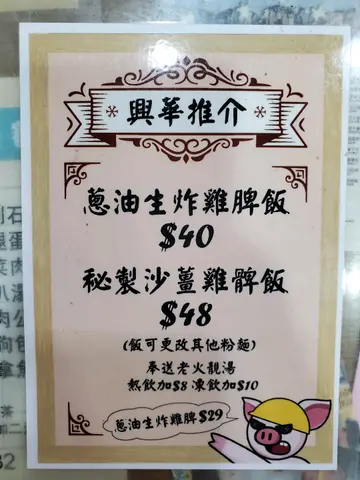 *興華推介*
蔥油生炸雞脾飯
$40
秘製沙薑雞髀飯
$48
(飯可更改其他粉麵)
奉送老火靚湯
熱飲加$8 凍飲加$10
蔥油生炸雞脾$29